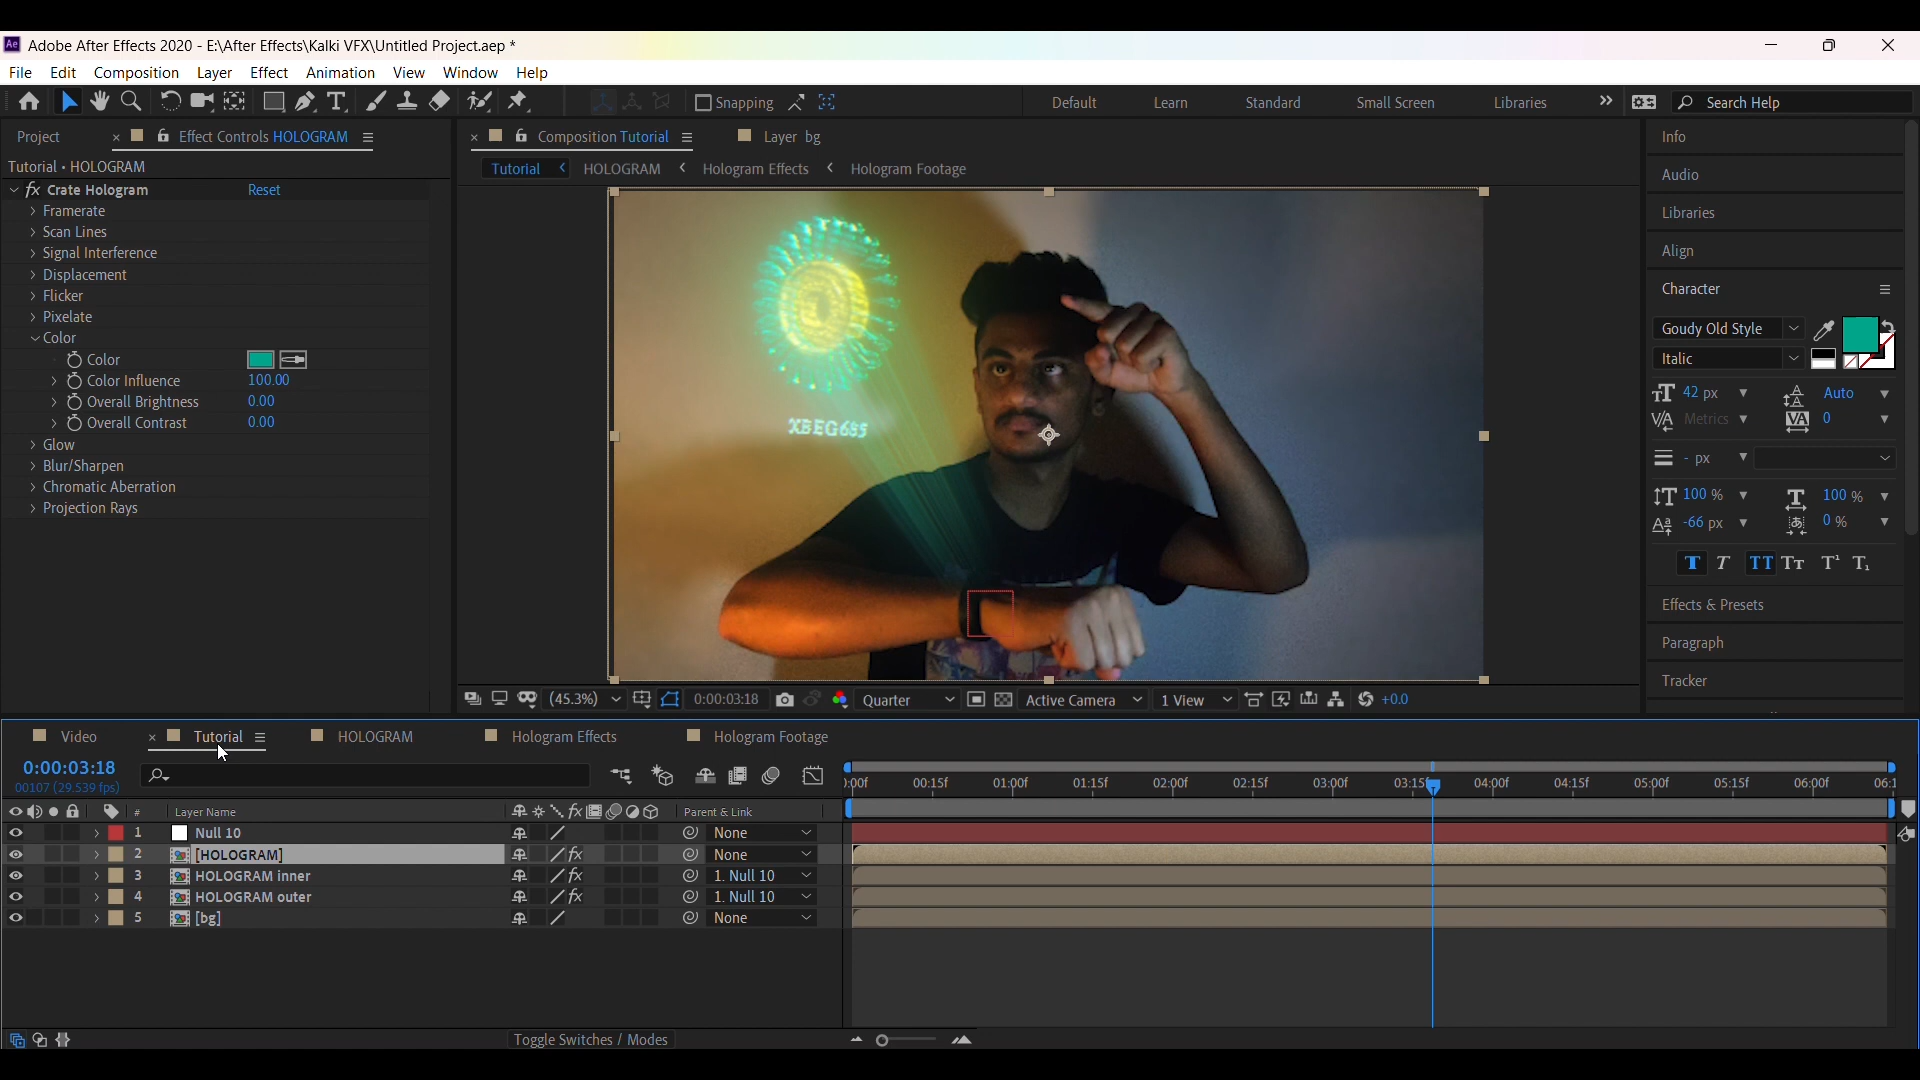 Adobe After Effects 2020 - E:\After Effects\Kalki VFX\Untitled Project.aep *
File Edit Composition Layer Effect Animation View Window Help
Snapping Default Learn Standard Small Screen Libraries Search Help
Project Effect Controls HOLOGRAM Composition Tutorial Layer bg Info
Tutorial • HOLOGRAM
Tutorial HOLOGRAM Hologram Effects Hologram Footage
fx Crate Hologram Reset
Framerate
Scan Lines
Signal Interference
Displacement
Flicker
Pixelate
Color
Color
Color Influence 100.00
Overall Brightness 0.00
Overall Contrast 0.00
Glow
Blur/Sharpen
Chromatic Aberration
Projection Rays
XBEG685
Audio
Libraries
Align
Character
Goudy Old Style
Italic
42 px Auto
Metrics 0
- px
100 % 100 %
-66 px 0 %
Effects & Presets
Paragraph
Tracker
(45.3%) 0:00:03:18 Quarter Active Camera 1 View +0.0
Video Tutorial HOLOGRAM Hologram Effects Hologram Footage
0:00:03:18
00107 (29.539 fps)
:00f 00:15f 01:00f 01:15f 02:00f 02:15f 03:00f 03:15f 04:00f 04:15f 05:00f 05:15f 06:00f 06:1
# Layer Name Parent & Link
1 Null 10 None
2 [HOLOGRAM] fx None
3 HOLOGRAM inner fx 1. Null 10
4 HOLOGRAM outer fx 1. Null 10
5 [bg] None
Toggle Switches / Modes